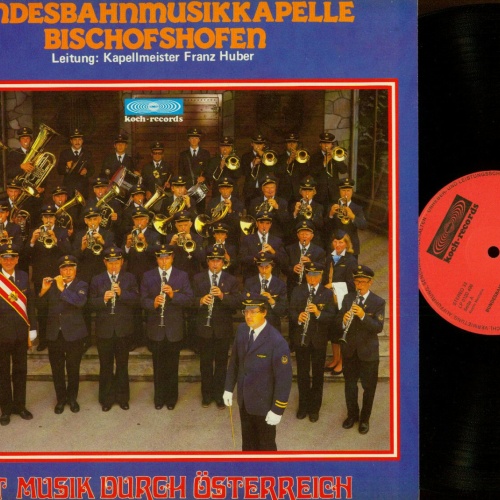 NDESBAHNMUSIKKAPELLE
BISCHOFSHOFEN
Leitung: Kapellmeister Franz Huber
koch-records
koch-records
T MUSIK DURCH ÖSTERREICH